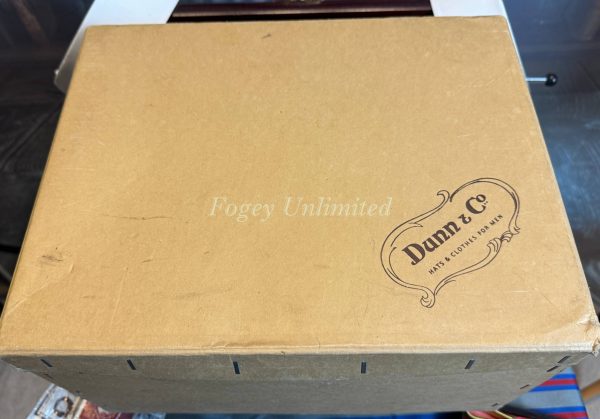 Fogey Unlimited
Dunn & Co
HATS & CLOTHES FOR MEN